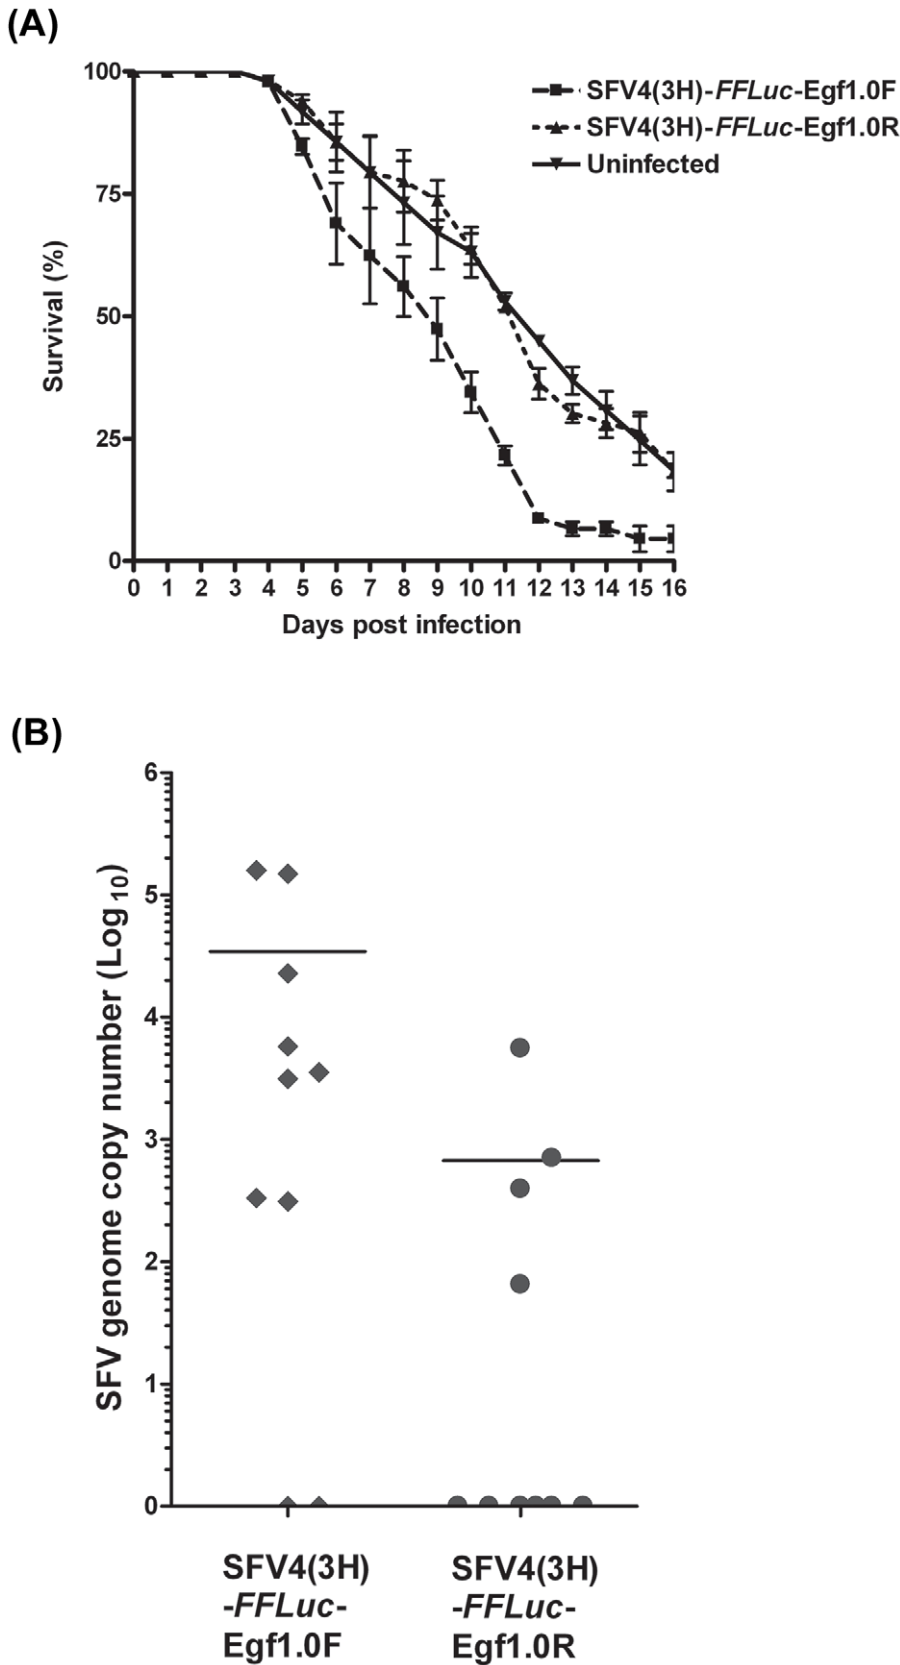 (A)
100
75
50
25
0
Survival (%)
SFV4(3H)-FFLuc-Egf1.0F
SFV4(3H)-FFLuc-Egf1.0R
Uninfected
0 1 2 3 4 5 6 7 8 9 10 11 12 13 14 15 16
Days post infection
(B)
6
5
4
3
2
1
0
SFV genome copy number (Log10)
SFV4(3H)
-FFLuc-
Egf1.0F
SFV4(3H)
-FFLuc-
Egf1.0R